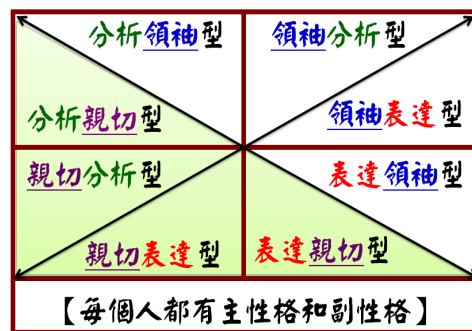 分析領袖型
領袖分析型
分析親切型
領袖表達型
親切分析型
表達領袖型
親切表達型
表達親切型
【每個人都有主性格和副性格】